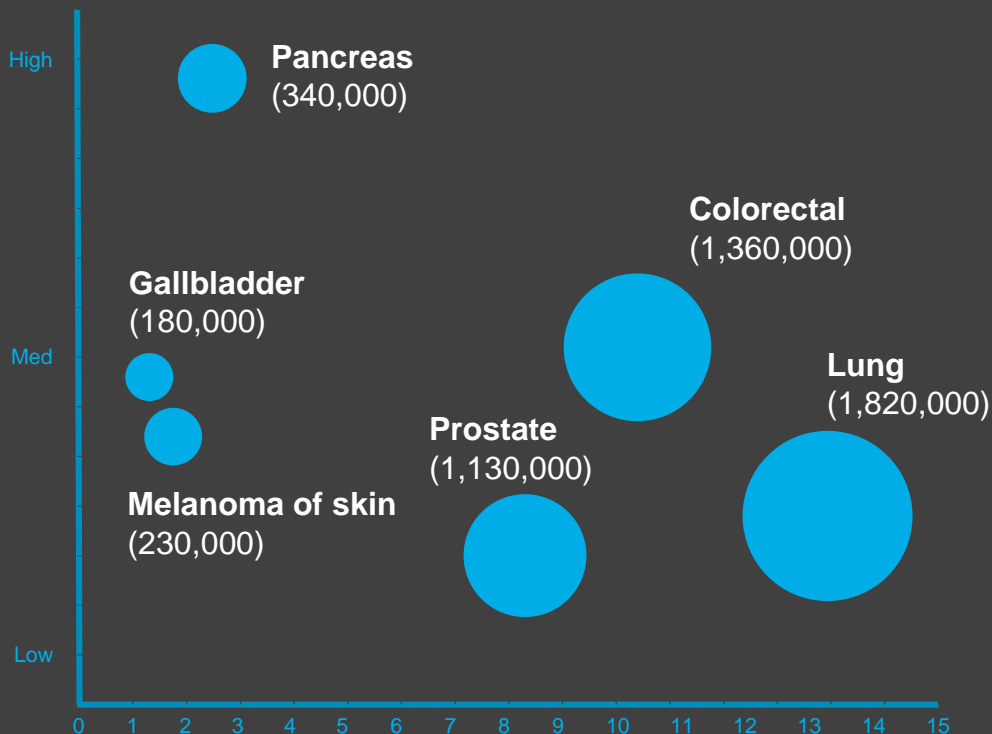 High
Pancreas
(340,000)
Colorectal
(1,360,000)
Gallbladder
(180,000)
Med
Lung
(1,820,000)
Prostate
(1,130,000)
Melanoma of skin
(230,000)
Low
0 1 2 3 4 5 6 7 8 9 10 11 12 13 14 15